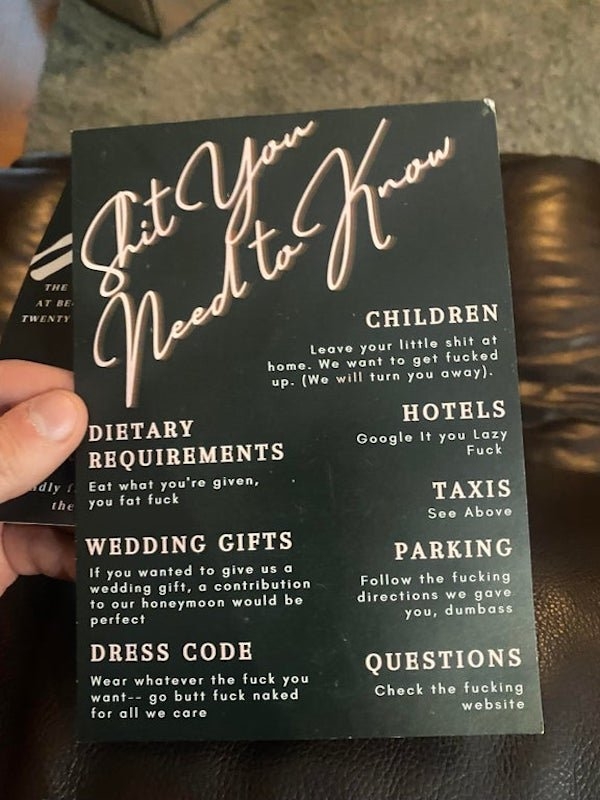 Shit You
Need to Know
CHILDREN
Leave your little shit at
home. We want to get fucked
up. (We will turn you away).
HOTELS
Google It you Lazy
Fuck
TAXIS
See Above
PARKING
Follow the fucking
directions we gave
you, dumbass
QUESTIONS
Check the fucking
website
DIETARY
REQUIREMENTS
Eat what you're given,
you fat fuck
WEDDING GIFTS
If you wanted to give us a
wedding gift, a contribution
to our honeymoon would be
perfect
DRESS CODE
Wear whatever the fuck you
want-- go butt fuck naked
for all we care
THE
AT BE
TWENTY
the